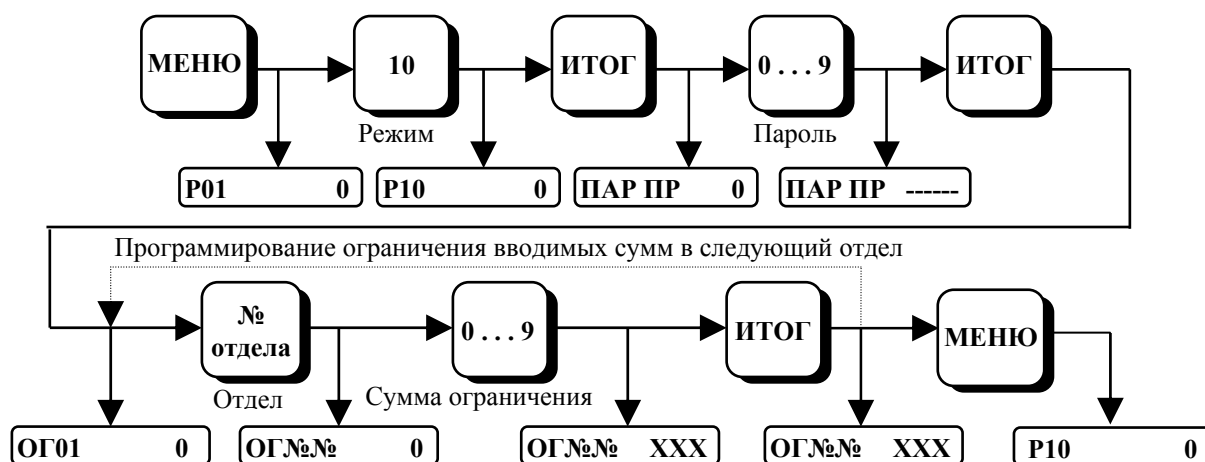 МЕНЮ 10 ИТОГ 0 . . . 9 ИТОГ
Режим Пароль
Р01 0 Р10 0 ПАР ПР 0 ПАР ПР ------
Программирование ограничения вводимых сумм в следующий отдел
№
отдела 0 . . . 9 ИТОГ МЕНЮ
Отдел Сумма ограничения
ОГ01 0 ОГ№№ 0 ОГ№№ ХХХ ОГ№№ ХХХ Р10 0